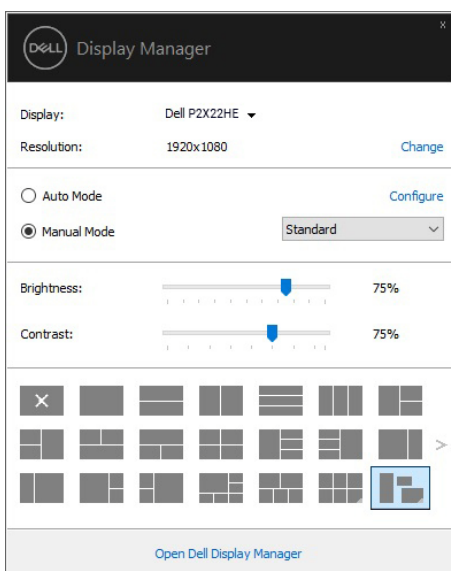 x
DELL Display Manager
Display: Dell P2X22HE
Resolution: 1920x1080 Change
Auto Mode Configure
Manual Mode Standard
Brightness: 75%
Contrast: 75%
Open Dell Display Manager